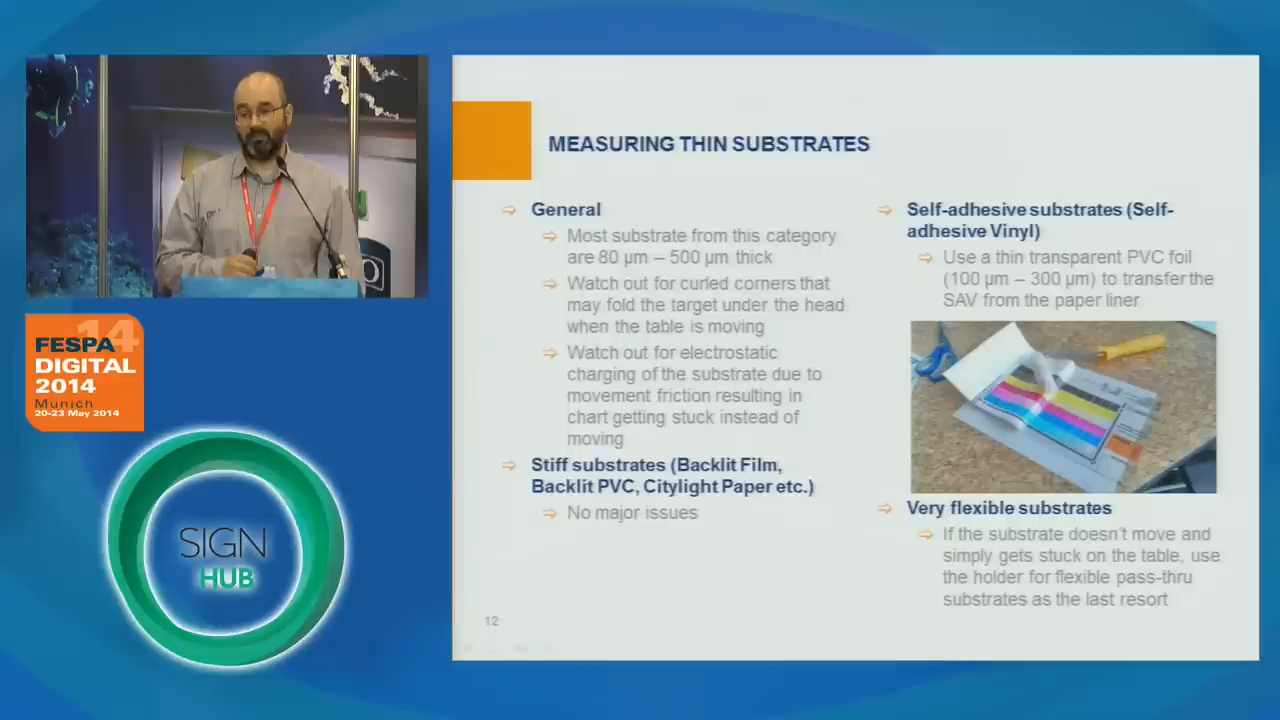 MEASURING THIN SUBSTRATES
General
Most substrate from this category
are 80 µm – 500 µm thick
Watch out for curled corners that
may fold the target under the head
when the table is moving
Watch out for electrostatic
charging of the substrate due to
movement friction resulting in
chart getting stuck instead of
moving
Stiff substrates (Backlit Film,
Backlit PVC, Citylight Paper etc.)
No major issues
Self-adhesive substrates (Self-
adhesive Vinyl)
Use a thin transparent PVC foil
(100 µm – 300 µm) to transfer the
SAV from the paper liner
Very flexible substrates
If the substrate doesn't move and
simply gets stuck on the table, use
the holder for flexible pass-thru
substrates as the last resort
12
14
FESPA
DIGITAL
2014
Munich
20-23 May 2014
SIGN
HUB